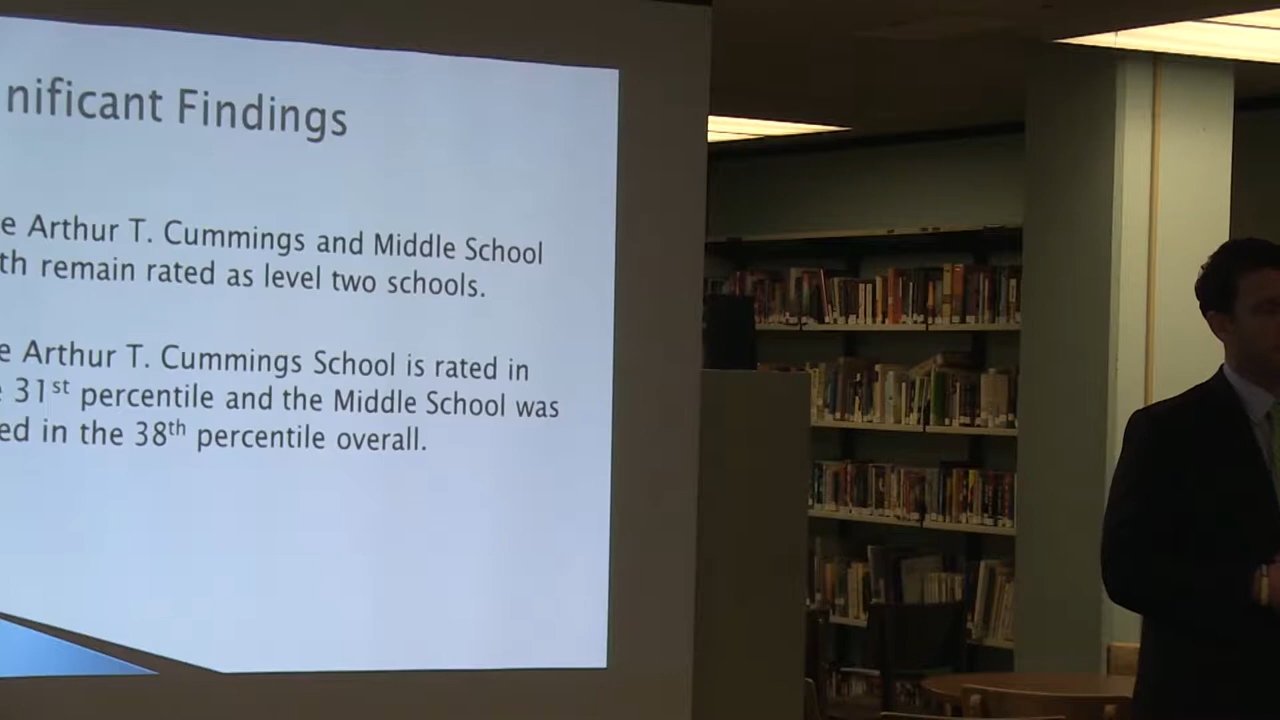 nificant Findings
e Arthur T. Cummings and Middle School
th remain rated as level two schools.
e Arthur T. Cummings School is rated in
e 31st percentile and the Middle School was
ed in the 38th percentile overall.